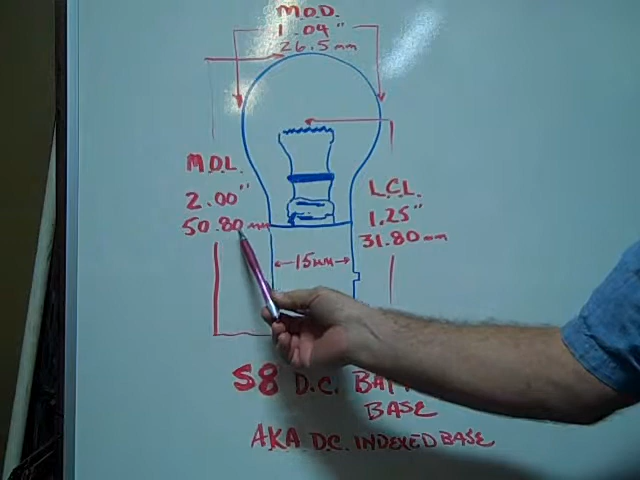 M.O.D.
1.04"
26.5mm
M.D.L.
2.00"
50.80mm
L.C.L.
1.25"
31.80mm
15mm
S8 D.C.
BASE
AKA D.C. INDEXED BASE